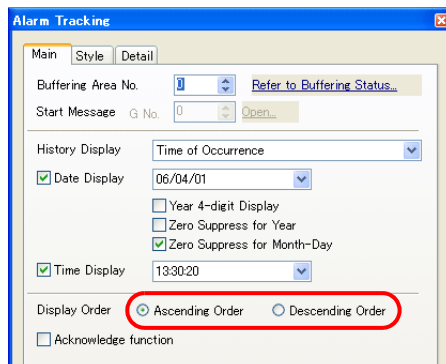 Alarm Tracking
Main Style Detail
Buffering Area No. 0 Refer to Buffering Status...
Start Message G No. 0 Open...
History Display Time of Occurrence
Date Display 06/04/01
Year 4-digit Display
Zero Suppress for Year
Zero Suppress for Month-Day
Time Display 13:30:20
Display Order Ascending Order Descending Order
Acknowledge function